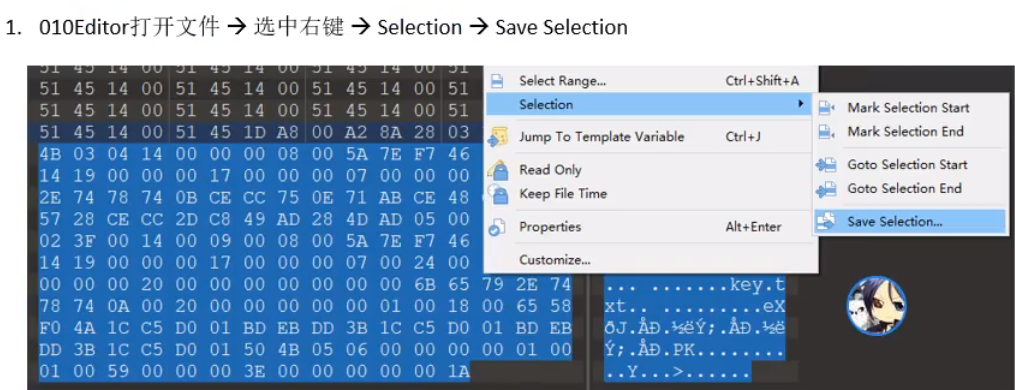 1. 010Editor打开文件 → 选中右键 → Selection → Save Selection
51 45 14 00 51 45 14 00 51 45 14 00 51
51 45 14 00 51 45 14 00 51 45 14 00 51
51 45 14 00 51 45 14 00 51 45 14 00 51
51 45 14 00 51 45 1D A8 00 A2 8A 28 03
4B 03 04 14 00 00 00 08 00 5A 7E F7 46
14 19 00 00 00 17 00 00 00 07 00 00 00
2E 74 78 74 0B CE CC 75 0E 71 AB CE 48
57 28 CE CC 2D C8 49 AD 28 4D AD 05 00
02 3F 00 14 00 09 00 08 00 5A 7E F7 46
14 19 00 00 00 17 00 00 00 07 00 24 00
00 00 00 20 00 00 00 00 00 00 00 6B 65 79 2E 74 ... .......key.t
78 74 0A 00 20 00 00 00 00 00 01 00 18 00 65 58 xt.. .........eX
F0 4A 1C C5 D0 01 BD EB DD 3B 1C C5 D0 01 BD EB ðJ.ÅÐ.½ëÝ;.ÅÐ.½ë
DD 3B 1C C5 D0 01 50 4B 05 06 00 00 00 00 01 00 Ý;.ÅÐ.PK........
01 00 59 00 00 00 3E 00 00 00 00 00 1A ..Y...>......
Select Range... Ctrl+Shift+A
Selection
Jump To Template Variable Ctrl+J
Read Only
Keep File Time
Properties Alt+Enter
Customize...
Mark Selection Start
Mark Selection End
Goto Selection Start
Goto Selection End
Save Selection...